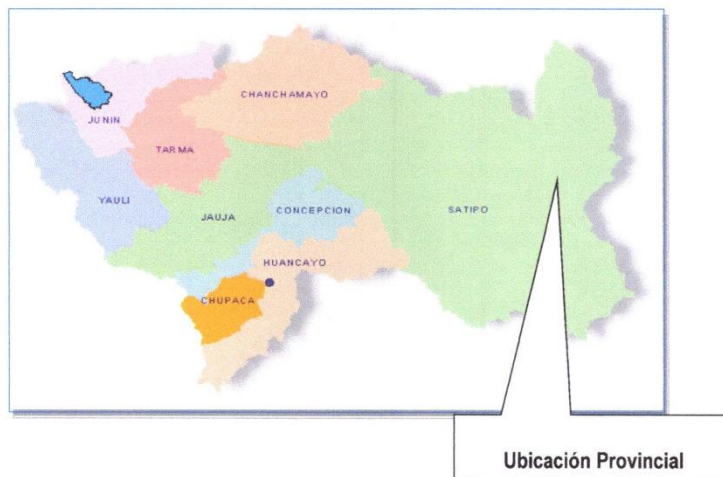 CHANCHAMAYO
JUNIN
TARMA
YAULI
JAUJA
CONCEPCION
SATIPO
HUANCAYO
CHUPACA
Ubicación Provincial